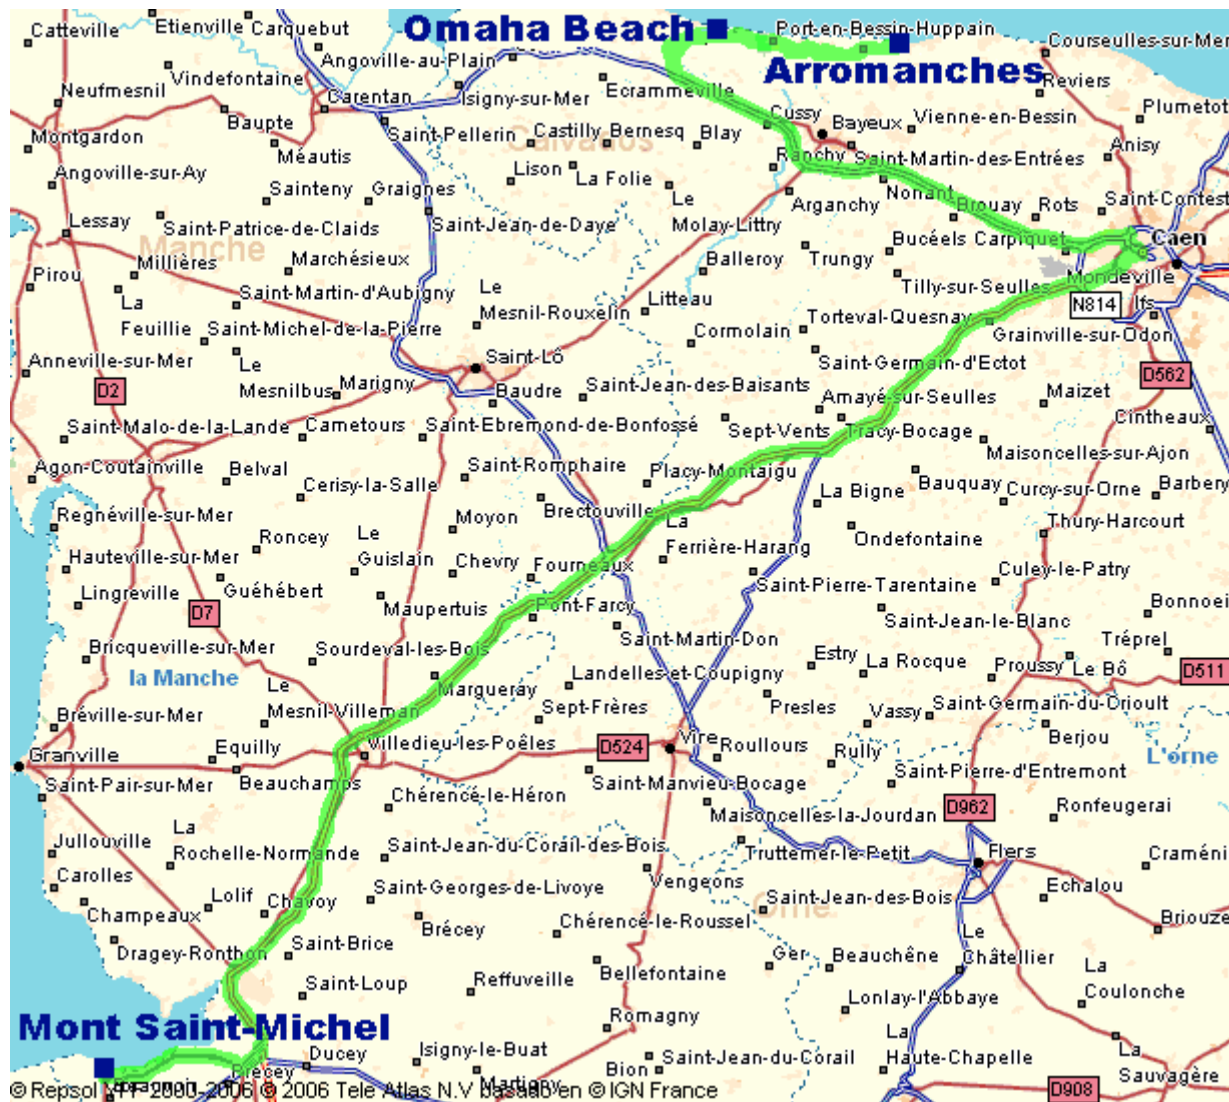 Catteville
Etienville
Carquebut
Omaha Beach
Port-en-Bessin-Huppain
Courseulles-sur-Mer
Angoville-au-Plain
Arromanches
Vindefontaine
Reviers
Neufmesnil
Carentan
Isigny-sur-Mer
Ecrammeville
Plumetot
Baupte
Saint-Pellerin
Castilly
Bernesq
Blay
Cussy
Bayeux
Vienne-en-Bessin
Montgardon
Calvados
Méautis
Anisy
Ranchy
Saint-Martin-des-Entrées
Angoville-sur-Ay
Lison
La Folie
Sainteny
Graignes
Le
Molay-Littry
Nonant
Arganchy
Brouay
Rots
Saint-Contest
Lessay
Saint-Patrice-de-Claids
Saint-Jean-de-Daye
Manche
Bucéels
Carpiquet
Caen
Pirou
Millières
Marchésieux
Balleroy
Trungy
Mondeville
Tilly-sur-Seulles
La
Feuillie
Saint-Martin-d'Aubigny
Le
Mesnil-Rouxelin
Litteau
N814
Ifs
Saint-Michel-de-la-Pierre
Cormolain
Torteval-Quesnay
Grainville-sur-Odon
Anneville-sur-Mer
Le
Mesnilbus
Saint-Lô
Saint-Germain-d'Ectot
D2
Marigny
Baudre
Saint-Jean-des-Baisants
D562
Amayé-sur-Seulles
Maizet
Saint-Malo-de-la-Lande
Cametours
Saint-Ebremond-de-Bonfossé
Sept-Vents
Tracy-Bocage
Cintheaux
Maisoncelles-sur-Ajon
Agon-Coutainville
Belval
Saint-Romphaire
Placy-Montaigu
Cerisy-la-Salle
La Bigne
Bauquay
Curcy-sur-Orne
Barbery
Regnéville-sur-Mer
Moyon
Brectouville
La
Ferrière-Harang
Thury-Harcourt
Roncey
Le
Guislain
Ondefontaine
Hauteville-sur-Mer
Chevry
Fourneaux
Culey-le-Patry
Guéhébert
Saint-Pierre-Tarentaine
Lingreville
D7
Maupertuis
Pont-Farcy
Bonnoei
Saint-Jean-le-Blanc
Bricqueville-sur-Mer
Sourdeval-les-Bois
Saint-Martin-Don
Tréprel
la Manche
Estry
La Rocque
Proussy
Le Bô
D511
Landelles-et-Coupigny
Margueray
Le
Mesnil-Villeman
Sept-Frères
Presles
Saint-Germain-du-Crioult
Bréville-sur-Mer
Vassy
Berjou
Granville
Equilly
Villedieu-les-Poêles
D524
Vire
Roullours
Rully
L'orne
Saint-Pair-sur-Mer
Beauchamps
Saint-Manvieu-Bocage
Saint-Pierre-d'Entremont
Chérencé-le-Héron
D962
Ronfeugerai
Maisoncelles-la-Jourdan
Jullouville
La
Rochelle-Normande
Saint-Jean-du-Corail-des-Bois
Truttemer-le-Petit
Flers
Craméni
Carolles
Lolif
Saint-Georges-de-Livoye
Vengeons
Saint-Jean-des-Bois
Echalou
Orne
Champeaux
Chavoy
Brécey
Chérencé-le-Roussel
Briouze
Dragey-Ronthon
Saint-Brice
Le
Châtellier
Saint-Loup
Reffuveille
Bellefontaine
Ger
Beauchêne
La
Coulonche
Lonlay-l'Abbaye
Mont Saint-Michel
Romagny
Ducey
Isigny-le-Buat
Saint-Jean-du-Corail
La
Haute-Chapelle
Précey
Bion
La
Sauvagère
Martigny
D908
2000-2006 © 2006 Tele Atlas N.V basado en © IGN France
© Repsol